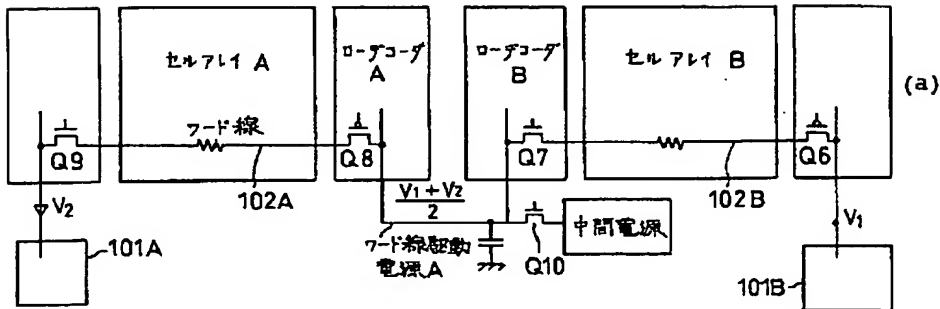 セルアレイ A
ローデコーダ
A
ローデコーダ
B
セルアレイ B
(a)
ワード線
Q9
Q8
Q7
Q6
102A
102B
V2
V1+V2
2
V1
ワード線駆動
電源A
Q10
中間電源
101A
101B